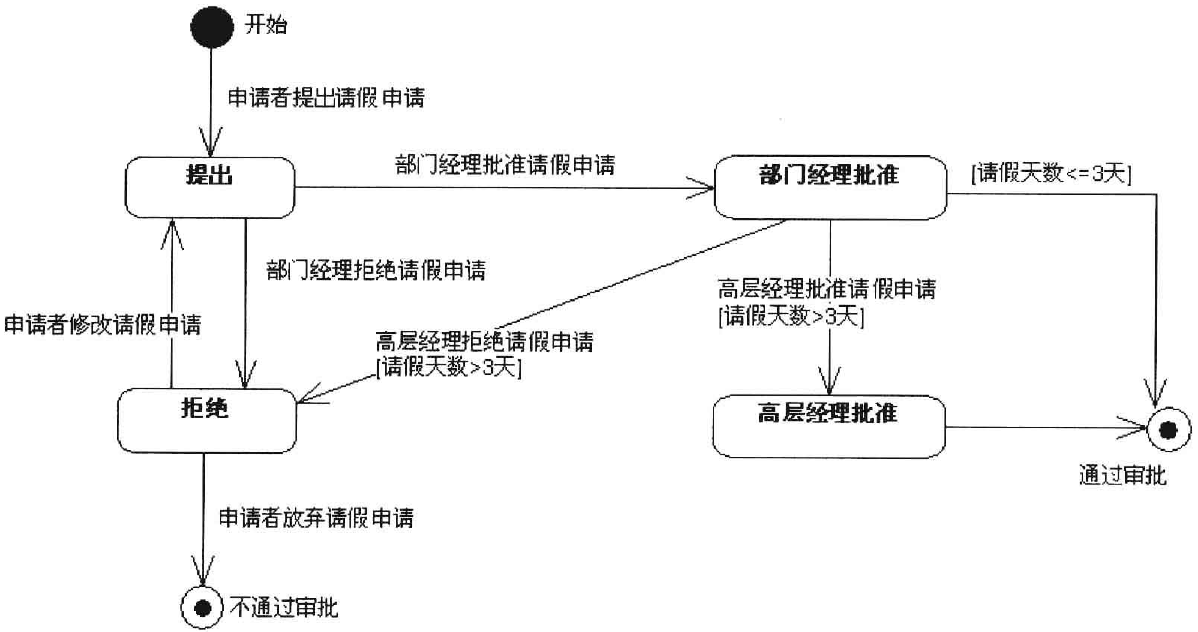 开始
申请者提出请假申请
提出
部门经理批准请假申请
部门经理批准
[请假天数<=3天]
部门经理拒绝请假申请
申请者修改请假申请
高层经理批准请假申请
[请假天数>3天]
高层经理拒绝请假申请
[请假天数>3天]
拒绝
高层经理批准
通过审批
申请者放弃请假申请
不通过审批